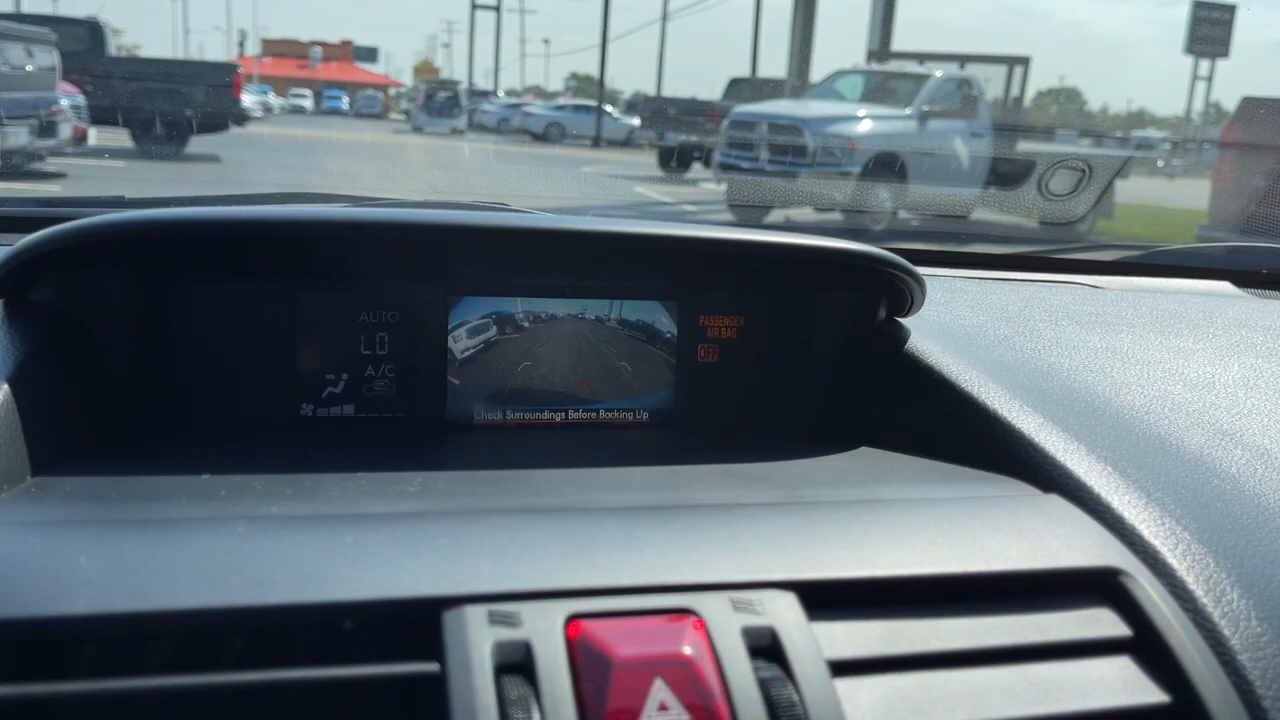 AUTO
LO
A/C
PASSENGER
AIR BAG
OFF
Check Surroundings Before Backing Up